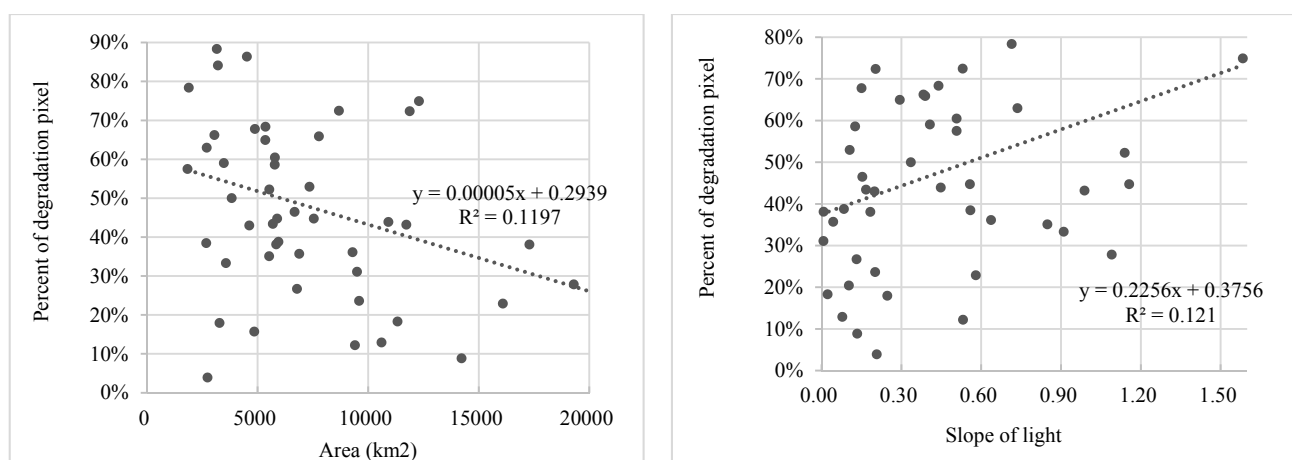 90%
80%
70%
60%
50%
40%
30%
20%
10%
0%
Percent of degradation pixel
y = 0.00005x + 0.2939
R² = 0.1197
0 5000 10000 15000 20000
Area (km2)
80%
70%
60%
50%
40%
30%
20%
10%
0%
Percent of degradation pixel
y = 0.2256x + 0.3756
R² = 0.121
0.00 0.30 0.60 0.90 1.20 1.50
Slope of light